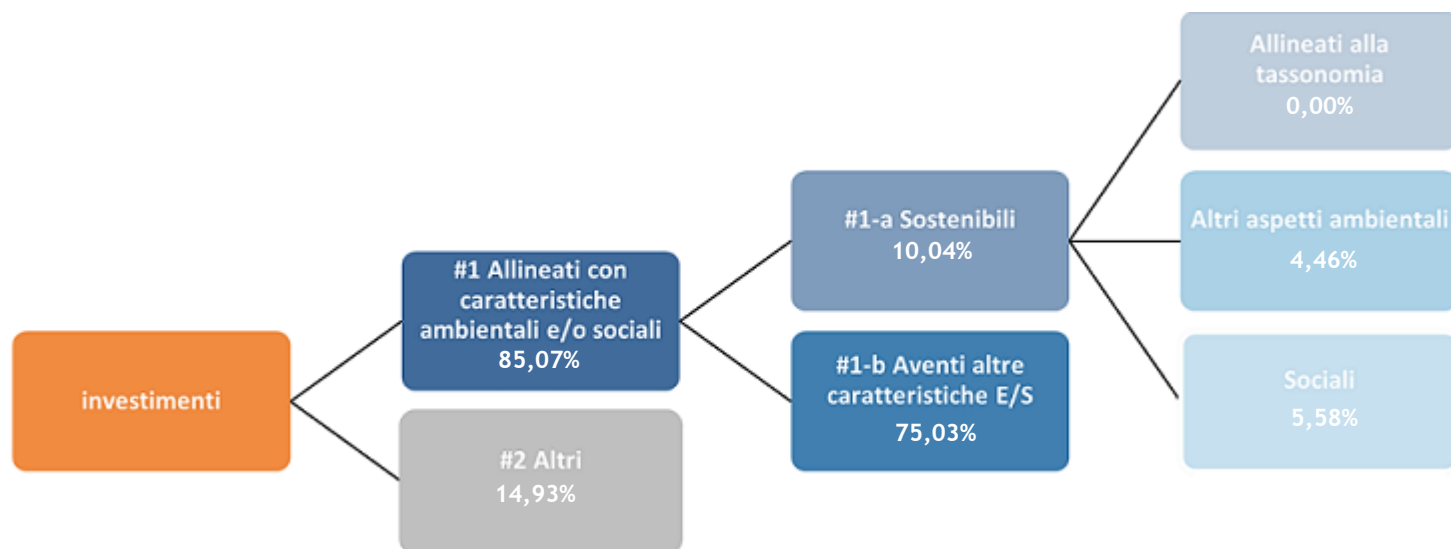 investimenti
#1 Allineati con
caratteristiche
ambientali e/o sociali
85,07%
#2 Altri
14,93%
#1-a Sostenibili
10,04%
#1-b Aventi altre
caratteristiche E/S
75,03%
Allineati alla
tassonomia
0,00%
Altri aspetti ambientali
4,46%
Sociali
5,58%